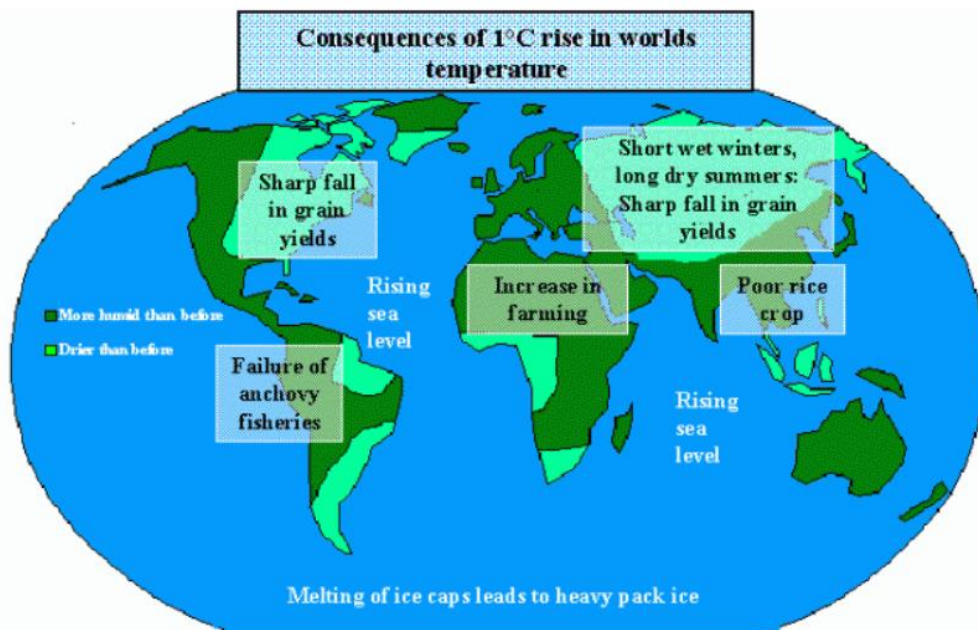 Consequences of 1°C rise in worlds
temperature
Short wet winters,
long dry summers:
Sharp fall in grain
yields
Sharp fall
in grain
yields
Rising
sea
level
Increase in
farming
Poor rice
crop
More humid than before
Drier than before
Failure of
anchovy
fisheries
Rising
sea
level
Melting of ice caps leads to heavy pack ice